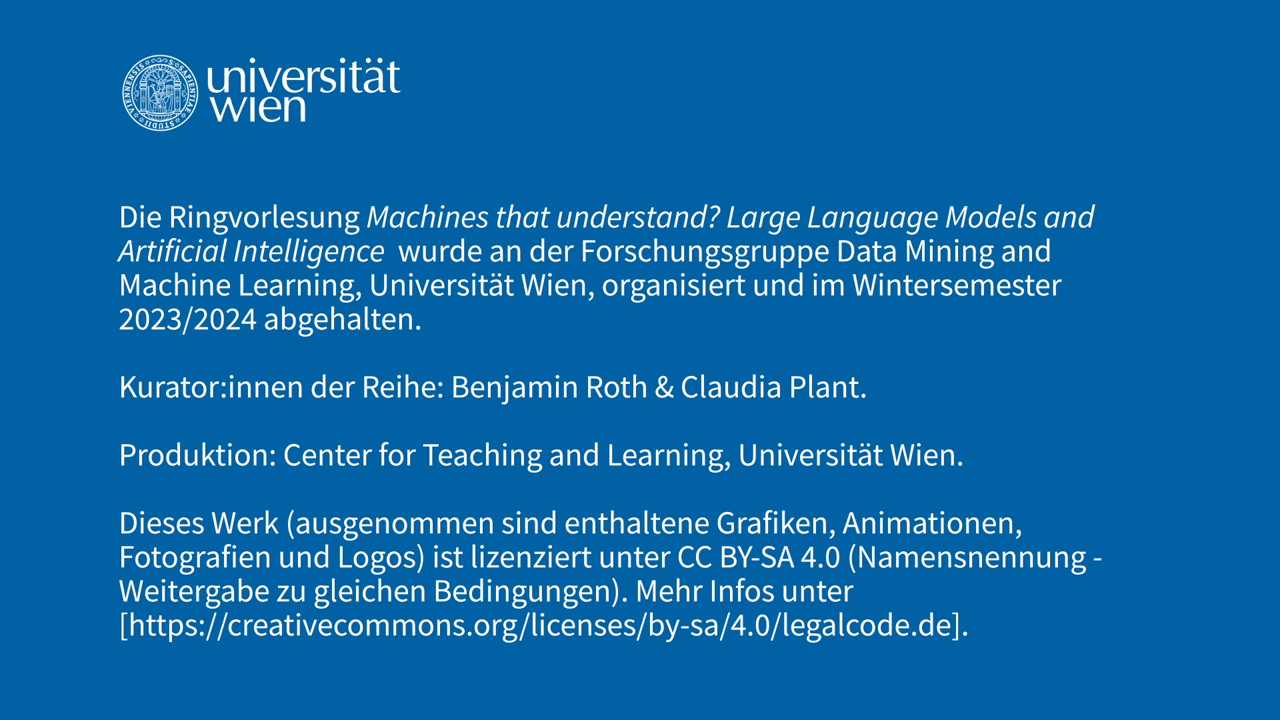 universität
wien
STUDII VIENNENSIS SAPIENTIAE
Die Ringvorlesung Machines that understand? Large Language Models and
Artificial Intelligence wurde an der Forschungsgruppe Data Mining and
Machine Learning, Universität Wien, organisiert und im Wintersemester
2023/2024 abgehalten.
Kurator:innen der Reihe: Benjamin Roth & Claudia Plant.
Produktion: Center for Teaching and Learning, Universität Wien.
Dieses Werk (ausgenommen sind enthaltene Grafiken, Animationen,
Fotografien und Logos) ist lizenziert unter CC BY-SA 4.0 (Namensnennung -
Weitergabe zu gleichen Bedingungen). Mehr Infos unter
[https://creativecommons.org/licenses/by-sa/4.0/legalcode.de].